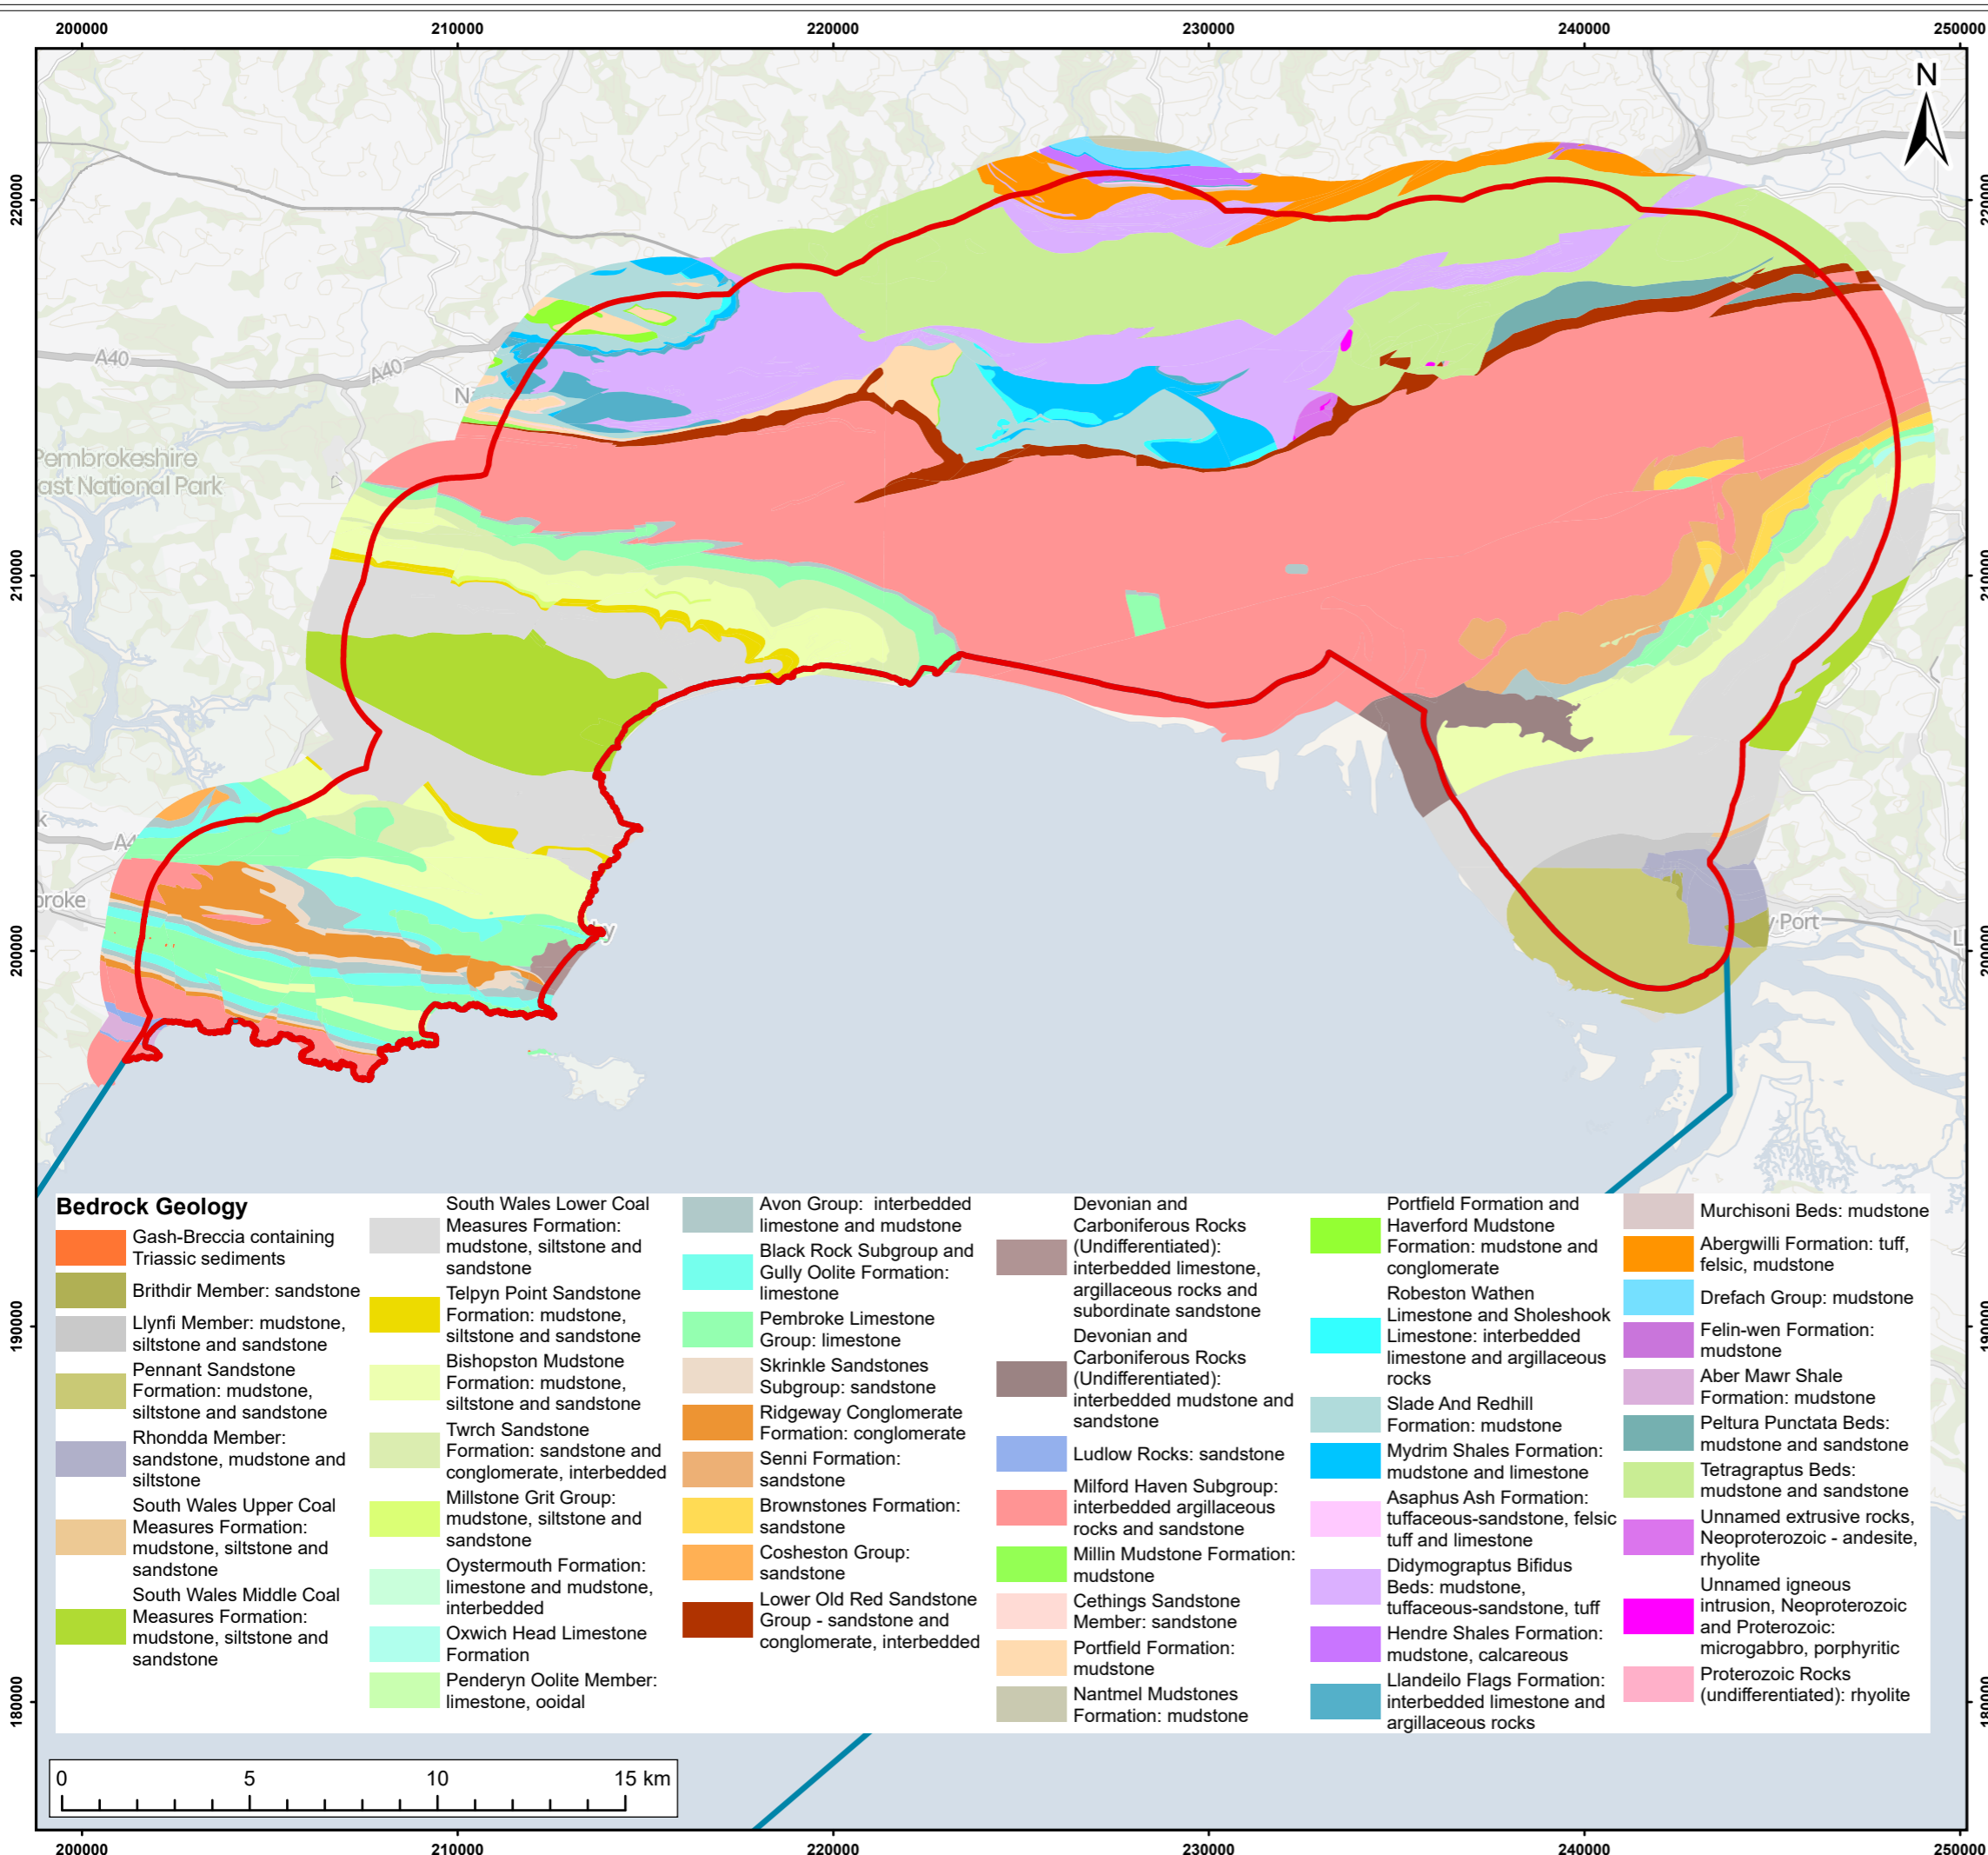 200000
210000
220000
230000
240000
250000
N
220000
220000
A40
A40
N
Pembrokeshire
ast National Park
210000
210000
k
A4
broke
y
y Port
L
200000
200000
190000
190000
180000
180000
Bedrock Geology
Gash-Breccia containing
Triassic sediments
Brithdir Member: sandstone
Llynfi Member: mudstone,
siltstone and sandstone
Pennant Sandstone
Formation: mudstone,
siltstone and sandstone
Rhondda Member:
sandstone, mudstone and
siltstone
South Wales Upper Coal
Measures Formation:
mudstone, siltstone and
sandstone
South Wales Middle Coal
Measures Formation:
mudstone, siltstone and
sandstone
South Wales Lower Coal
Measures Formation:
mudstone, siltstone and
sandstone
Telpyn Point Sandstone
Formation: mudstone,
siltstone and sandstone
Bishopston Mudstone
Formation: mudstone,
siltstone and sandstone
Twrch Sandstone
Formation: sandstone and
conglomerate, interbedded
Millstone Grit Group:
mudstone, siltstone and
sandstone
Oystermouth Formation:
limestone and mudstone,
interbedded
Oxwich Head Limestone
Formation
Penderyn Oolite Member:
limestone, ooidal
Avon Group:  interbedded
limestone and mudstone
Black Rock Subgroup and
Gully Oolite Formation:
limestone
Pembroke Limestone
Group: limestone
Skrinkle Sandstones
Subgroup: sandstone
Ridgeway Conglomerate
Formation: conglomerate
Senni Formation:
sandstone
Brownstones Formation:
sandstone
Cosheston Group:
sandstone
Lower Old Red Sandstone
Group - sandstone and
conglomerate, interbedded
Devonian and
Carboniferous Rocks
(Undifferentiated):
interbedded limestone,
argillaceous rocks and
subordinate sandstone
Devonian and
Carboniferous Rocks
(Undifferentiated):
interbedded mudstone and
sandstone
Ludlow Rocks: sandstone
Milford Haven Subgroup:
interbedded argillaceous
rocks and sandstone
Millin Mudstone Formation:
mudstone
Cethings Sandstone
Member: sandstone
Portfield Formation:
mudstone
Nantmel Mudstones
Formation: mudstone
Portfield Formation and
Haverford Mudstone
Formation: mudstone and
conglomerate
Robeston Wathen
Limestone and Sholeshook
Limestone: interbedded
limestone and argillaceous
rocks
Slade And Redhill
Formation: mudstone
Mydrim Shales Formation:
mudstone and limestone
Asaphus Ash Formation:
tuffaceous-sandstone, felsic
tuff and limestone
Didymograptus Bifidus
Beds: mudstone,
tuffaceous-sandstone, tuff
Hendre Shales Formation:
mudstone, calcareous
Llandeilo Flags Formation:
interbedded limestone and
argillaceous rocks
Murchisoni Beds: mudstone
Abergwilli Formation: tuff,
felsic, mudstone
Drefach Group: mudstone
Felin-wen Formation:
mudstone
Aber Mawr Shale
Formation: mudstone
Peltura Punctata Beds:
mudstone and sandstone
Tetragraptus Beds:
mudstone and sandstone
Unnamed extrusive rocks,
Neoproterozoic - andesite,
rhyolite
Unnamed igneous
intrusion, Neoproterozoic
and Proterozoic:
microgabbro, porphyritic
Proterozoic Rocks
(undifferentiated): rhyolite
0 5 10 15 km
200000
210000
220000
230000
240000
250000